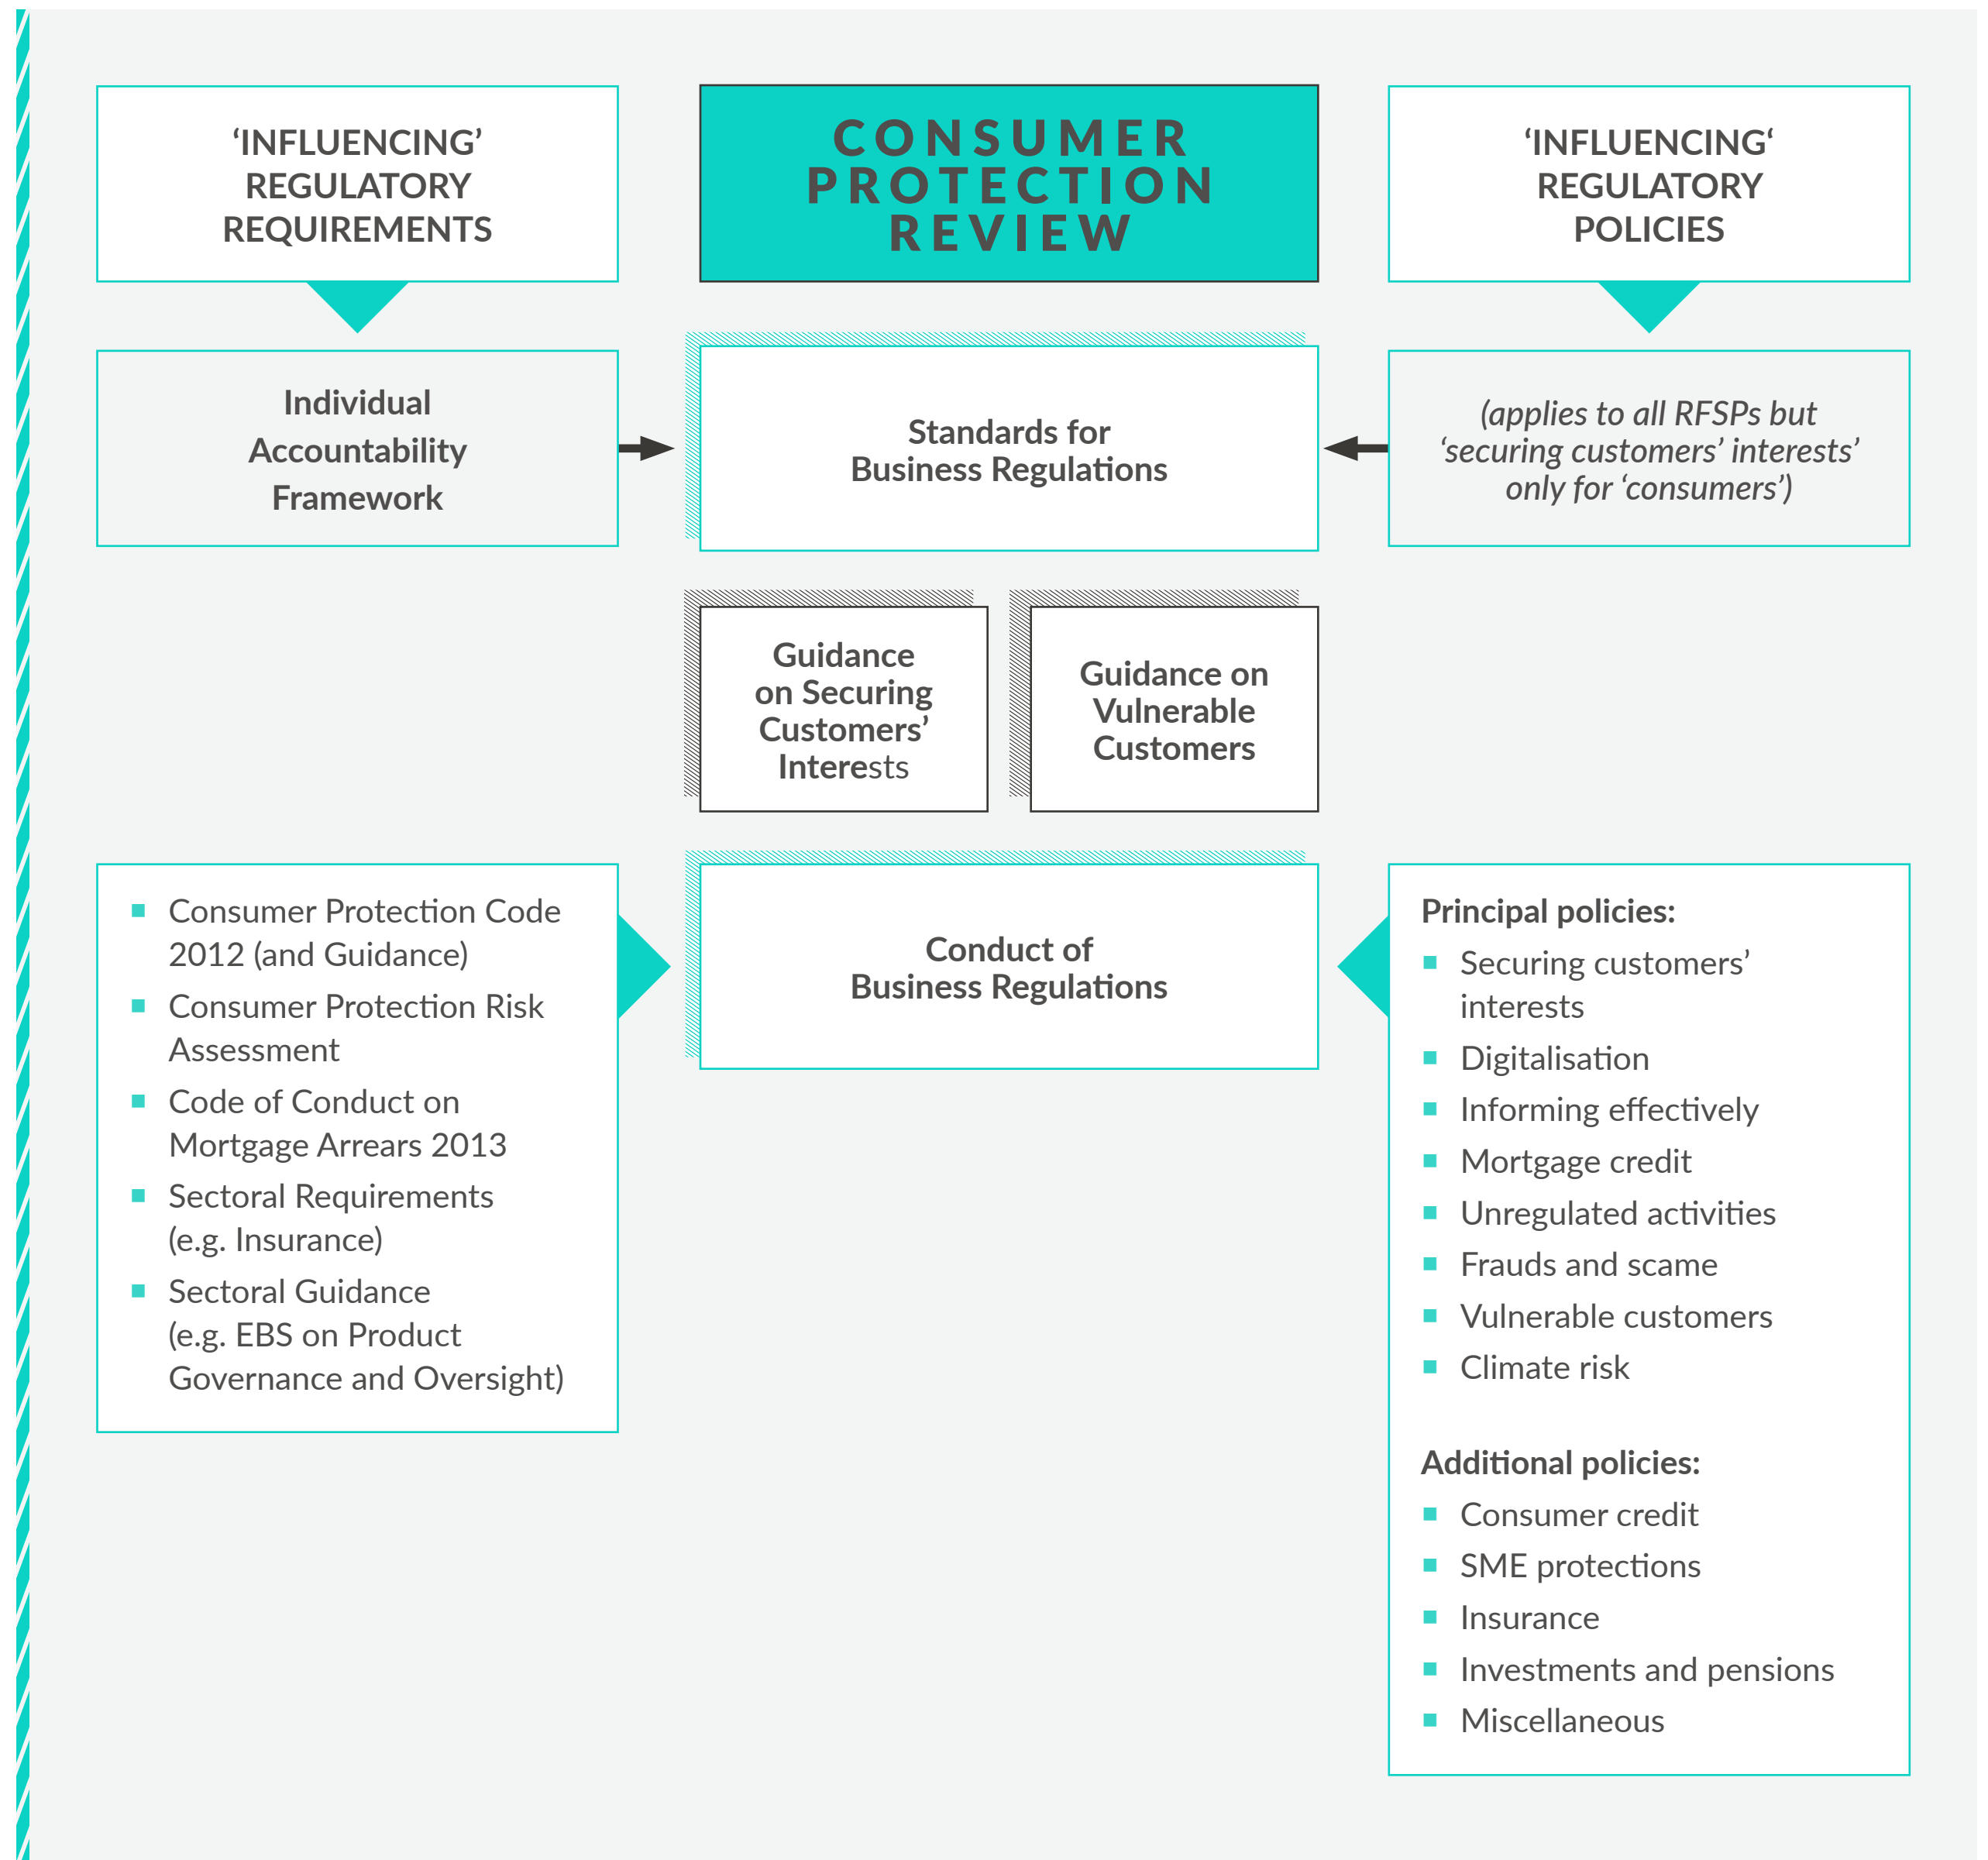 ‘INFLUENCING’
REGULATORY
REQUIREMENTS
CONSUMER
PROTECTION
REVIEW
‘INFLUENCING‘
REGULATORY
POLICIES
Individual
Accountability
Framework
Standards for
Business Regulations
(applies to all RFSPs but
‘securing customers’ interests’
only for ‘consumers’)
Guidance
on Securing
Customers’
Interests
Guidance on
Vulnerable
Customers
Consumer Protection Code
2012 (and Guidance)
Consumer Protection Risk
Assessment
Code of Conduct on
Mortgage Arrears 2013
Sectoral Requirements
(e.g. Insurance)
Sectoral Guidance
(e.g. EBS on Product
Governance and Oversight)
Conduct of
Business Regulations
Principal policies:
Securing customers’
interests
Digitalisation
Informing effectively
Mortgage credit
Unregulated activities
Frauds and scame
Vulnerable customers
Climate risk
Additional policies:
Consumer credit
SME protections
Insurance
Investments and pensions
Miscellaneous